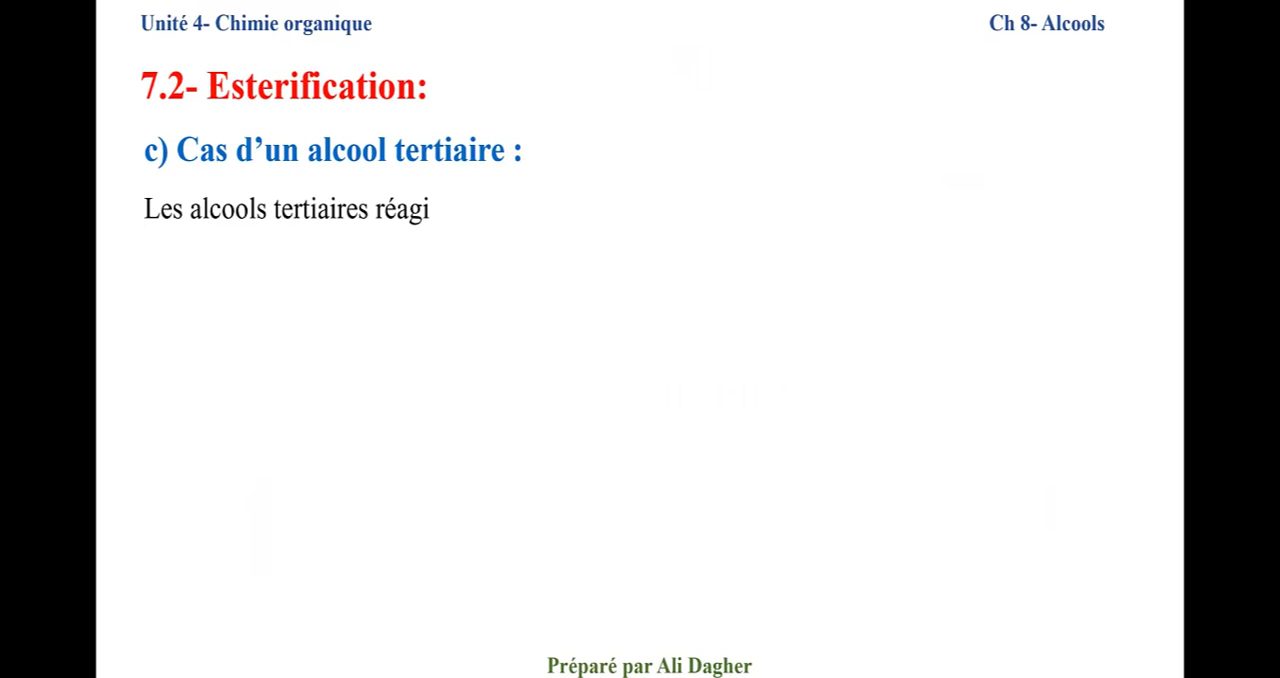 Unité 4- Chimie organique
Ch 8- Alcools
7.2- Esterification:
c) Cas d’un alcool tertiaire :
Les alcools tertiaires réagi
Préparé par Ali Dagher